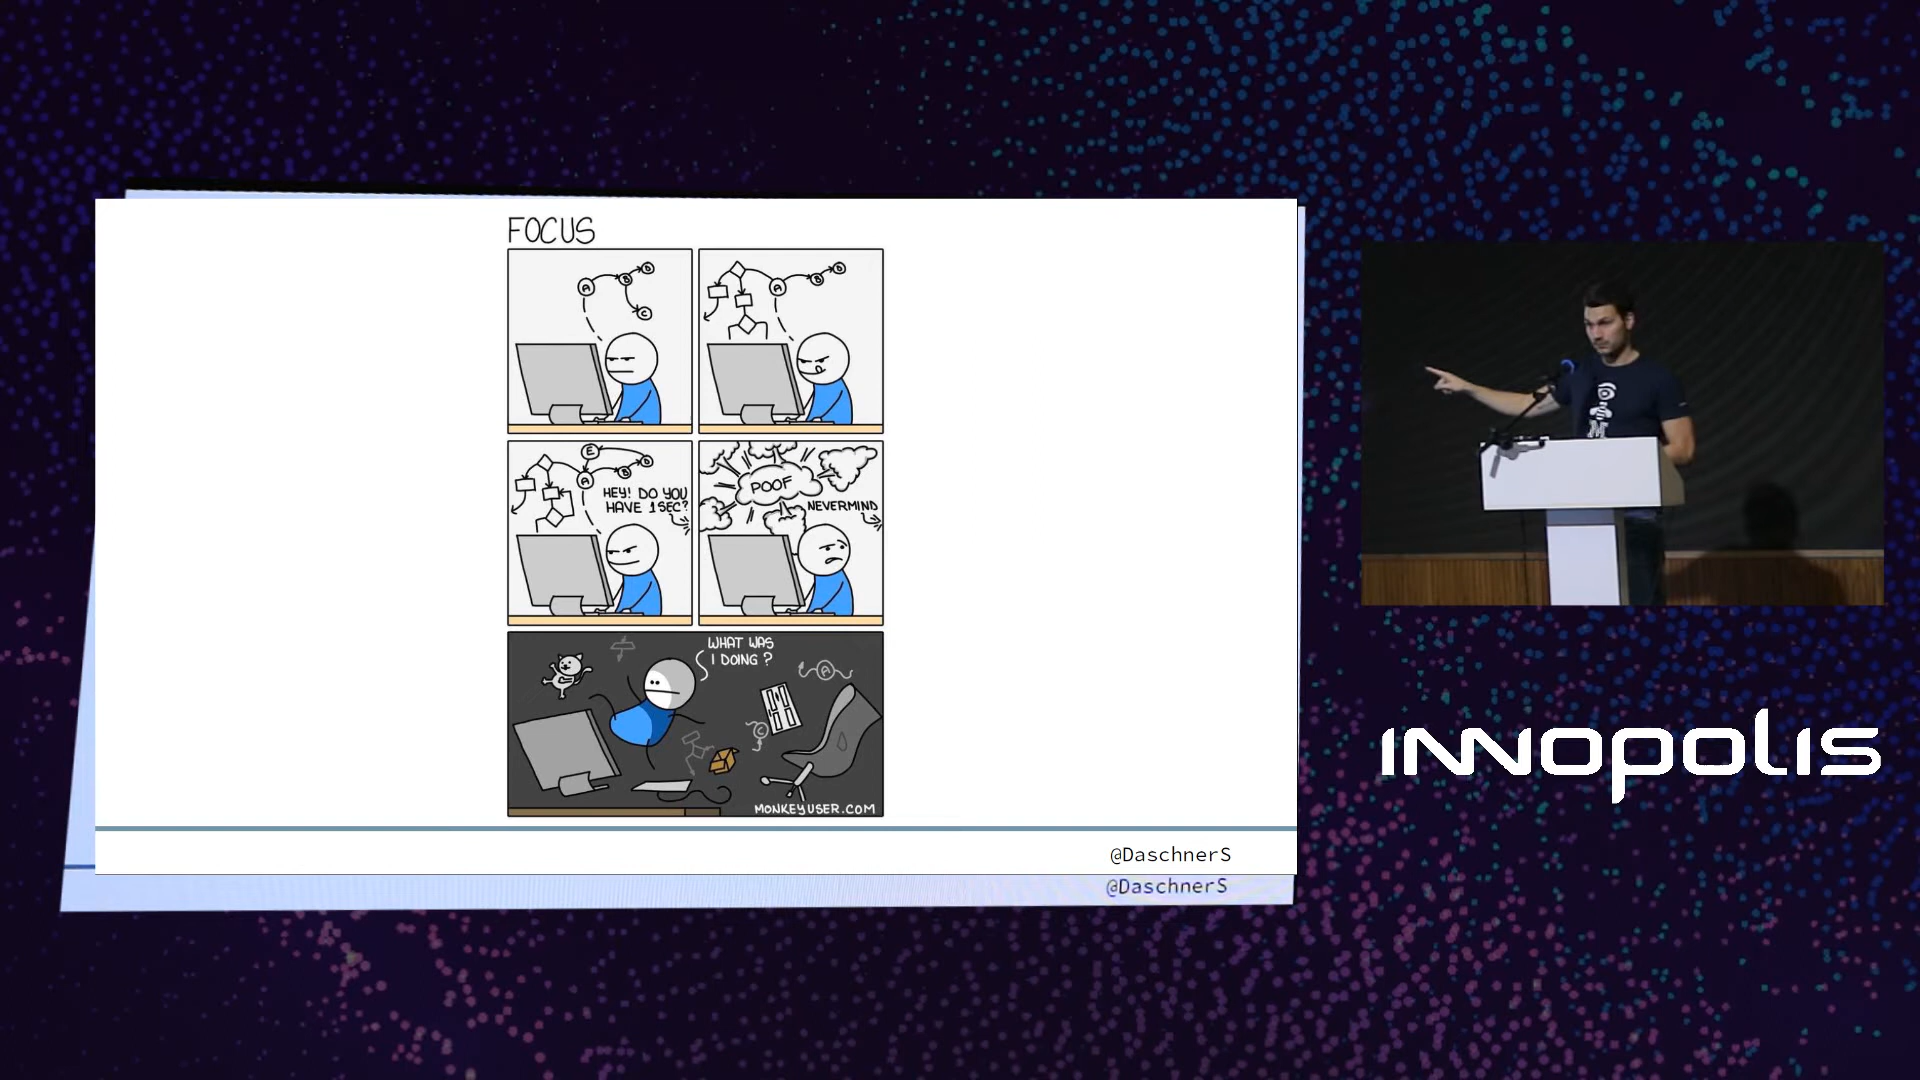 FOCUS
A
B
D
C
A
B
D
E
A
B
D
HEY! DO YOU
HAVE 1 SEC?
POOF
NEVERMIND
WHAT WAS
I DOING?
A
C
MONKEYUSER.COM
@DaschnerS
@DaschnerS
M
INNOPOLIS